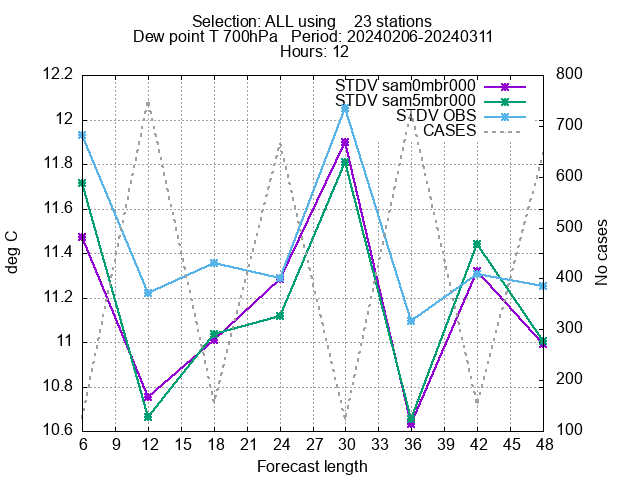 Selection: ALL using    23 stations
Dew point T 700hPa   Period: 20240206-20240311
Hours: 12
STDV sam0mbr000
STDV sam5mbr000
STDV OBS
CASES
deg C
12.2
12
11.8
11.6
11.4
11.2
11
10.8
10.6
800
700
600
500
400
300
200
100
No cases
6 9 12 15 18 21 24 27 30 33 36 39 42 45 48
Forecast length